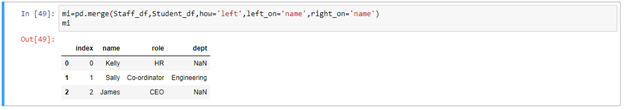 In [49]: mi=pd.merge(Staff_df,Student_df,how='left',left_on='name',right_on='name')
mi
Out[49]:
index name role dept
0 0 Kelly HR NaN
1 1 Sally Co-ordinator Engineering
2 2 James CEO NaN